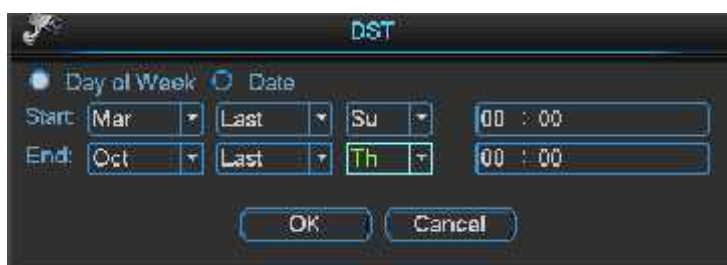 DST
Day of Week Date
Start: Mar Last Su 00 : 00
End: Oct Last Th 00 : 00
OK Cancel